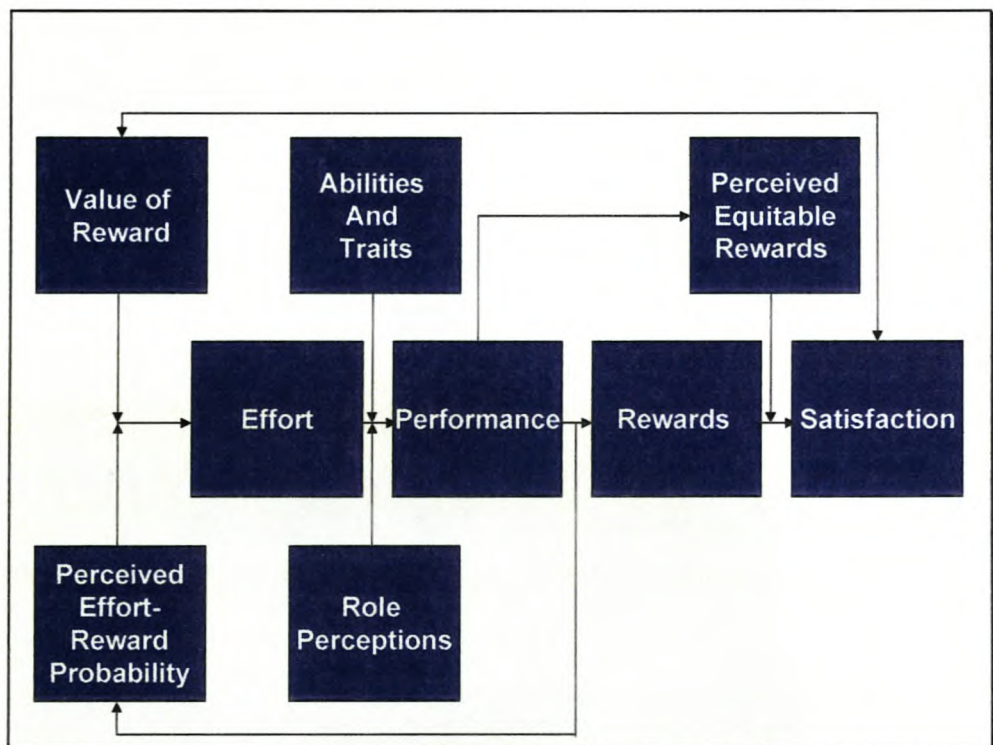 Value of
Reward
Abilities
And
Traits
Perceived
Equitable
Rewards
Effort
Performance
Rewards
Satisfaction
Perceived
Effort-
Reward
Probability
Role
Perceptions